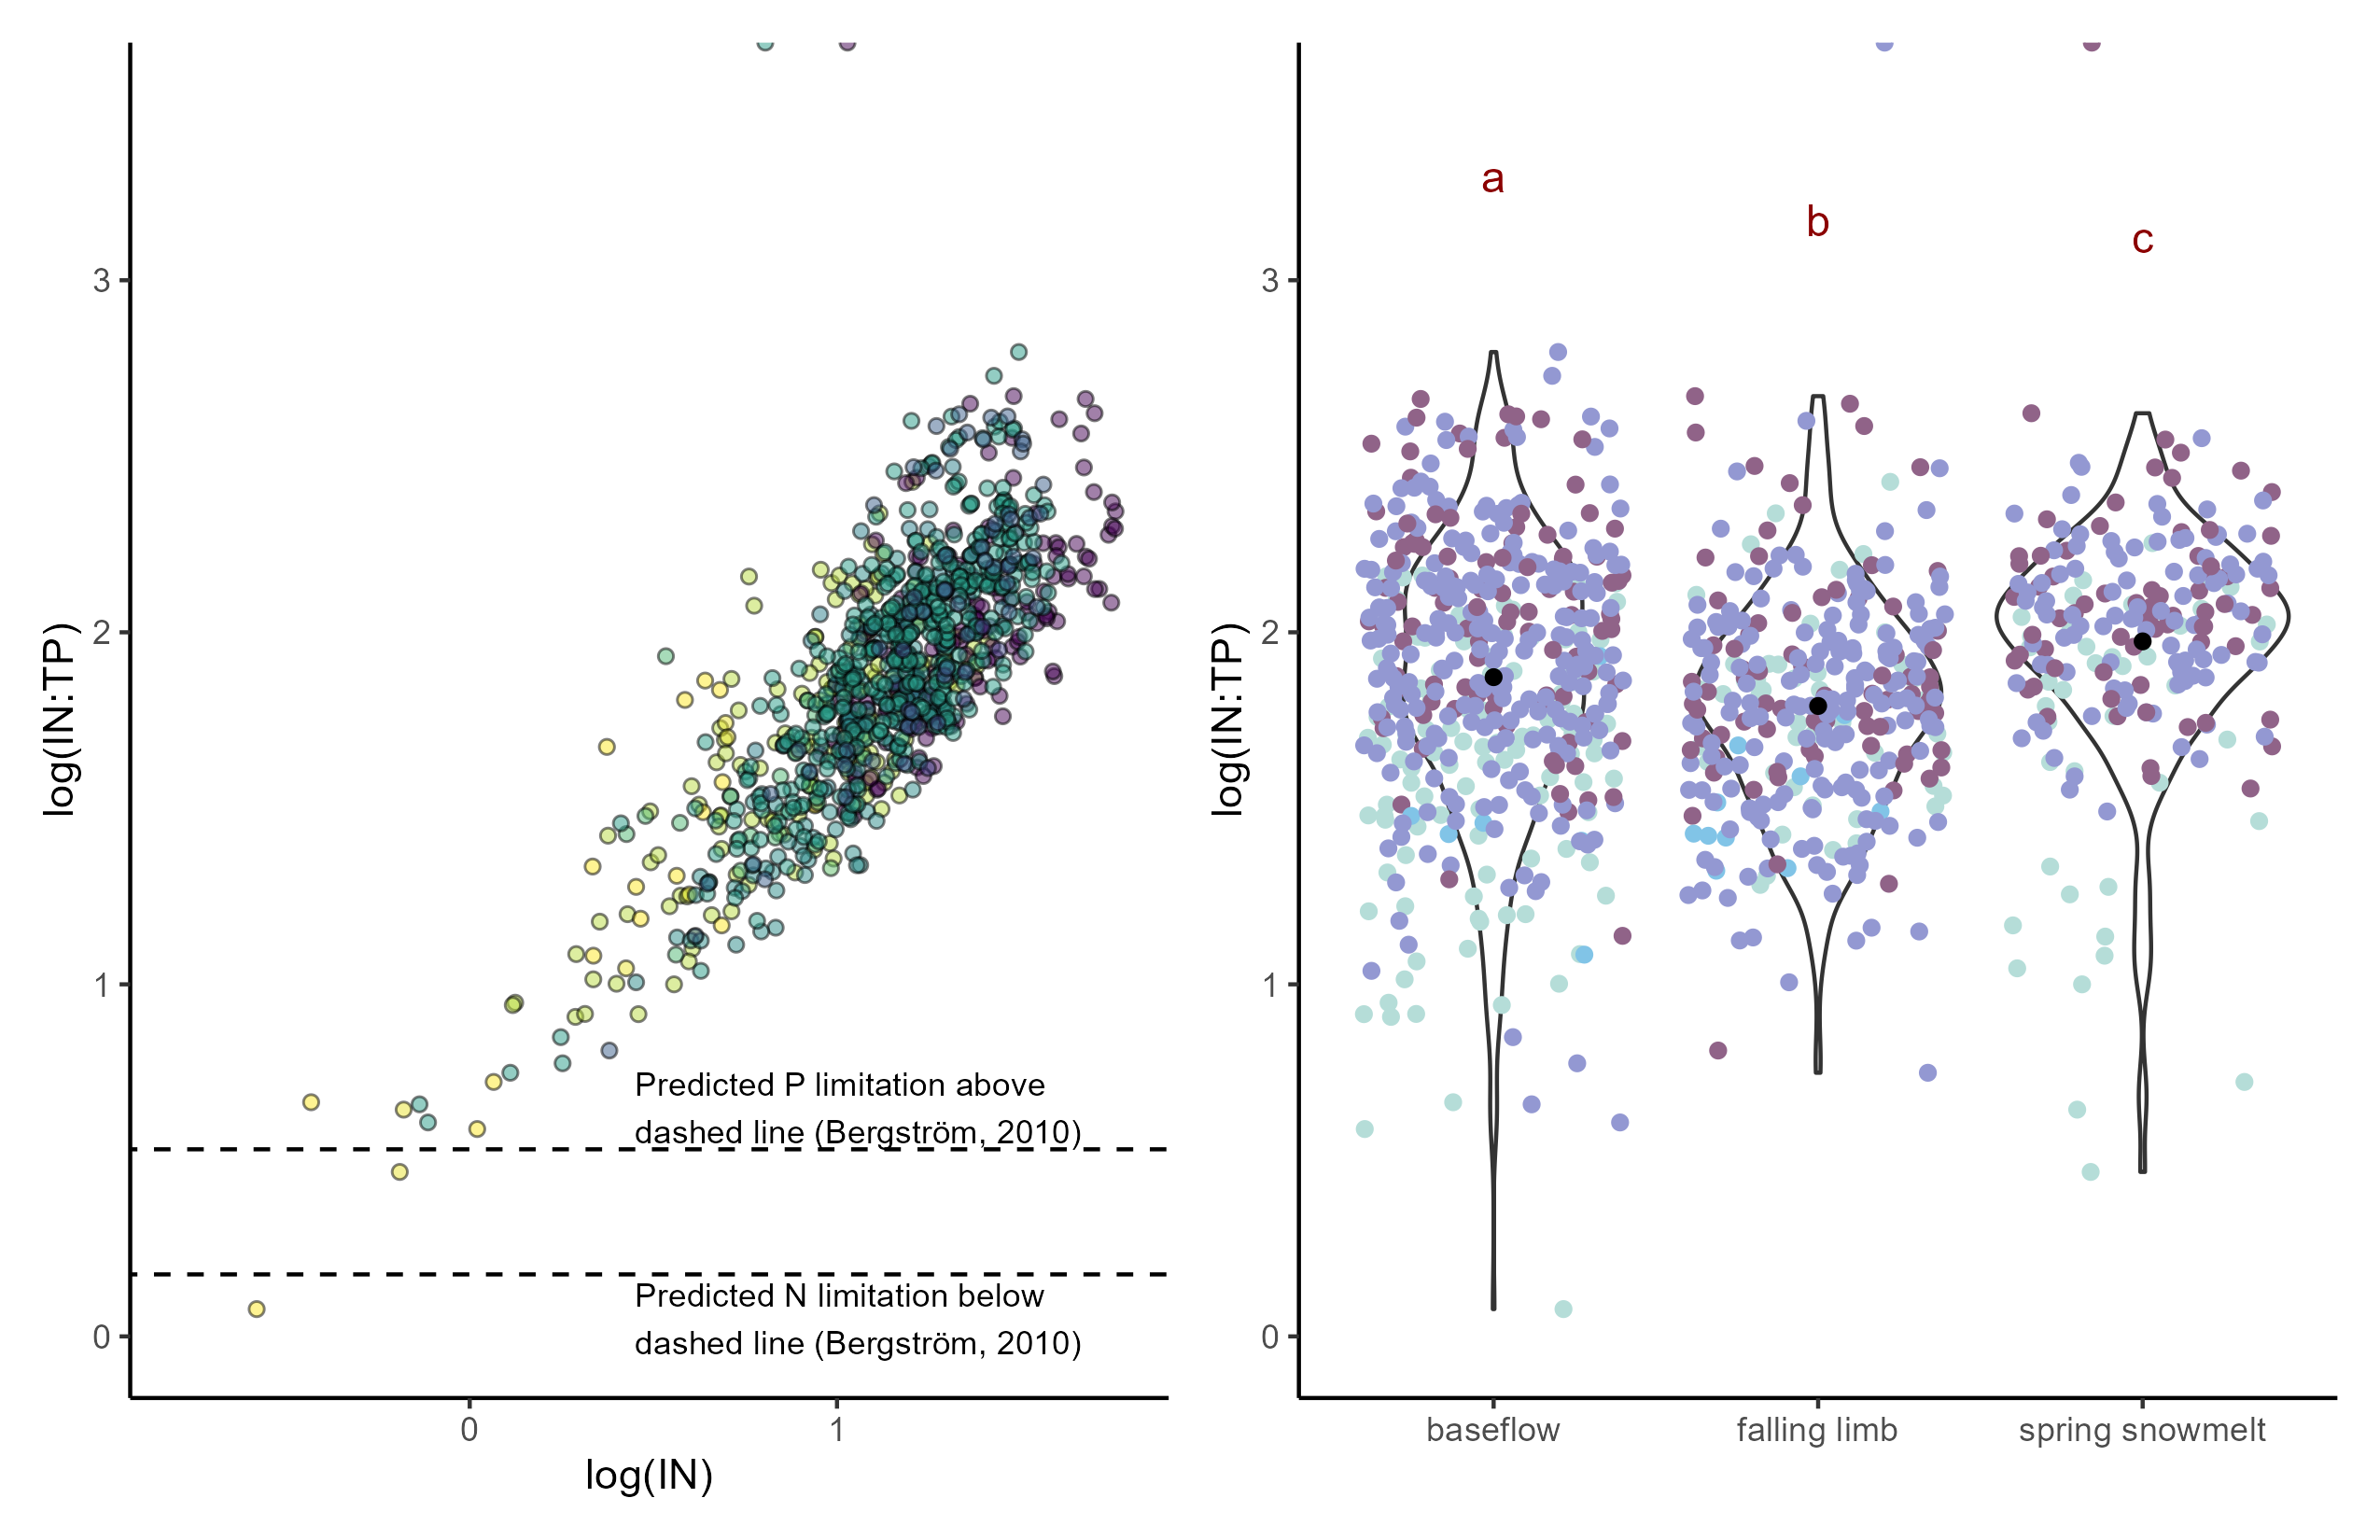 log(IN:TP)
3
2
1
0
Predicted P limitation above
dashed line (Bergström, 2010)
Predicted N limitation below
dashed line (Bergström, 2010)
0
1
log(IN)
log(IN:TP)
3
2
1
0
a
b
c
baseflow
falling limb
spring snowmelt